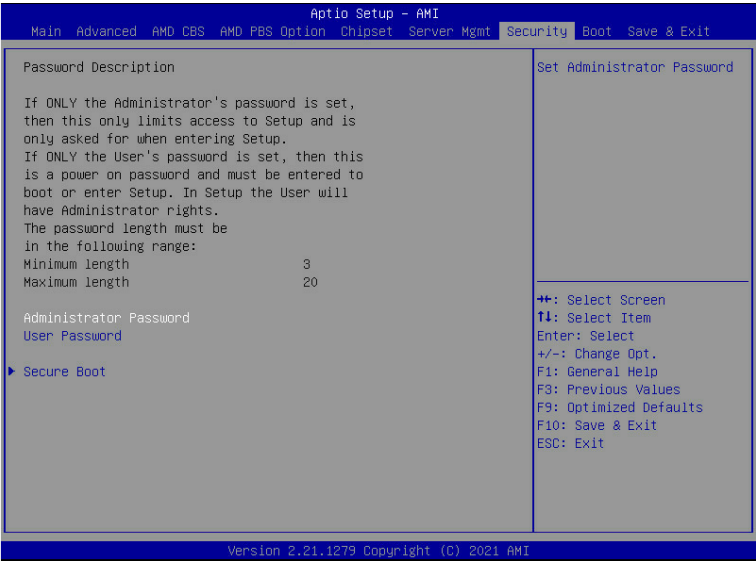 Aptio Setup – AMI
Main Advanced AMD CBS AMD PBS Option Chipset Server Mgmt Security Boot Save & Exit
Password Description
If ONLY the Administrator's password is set,
then this only limits access to Setup and is
only asked for when entering Setup.
If ONLY the User's password is set, then this
is a power on password and must be entered to
boot or enter Setup. In Setup the User will
have Administrator rights.
The password length must be
in the following range:
Minimum length 3
Maximum length 20
Administrator Password
User Password
Secure Boot
Set Administrator Password
→←: Select Screen
↑↓: Select Item
Enter: Select
+/-: Change Opt.
F1: General Help
F3: Previous Values
F9: Optimized Defaults
F10: Save & Exit
ESC: Exit
Version 2.21.1279 Copyright (C) 2021 AMI